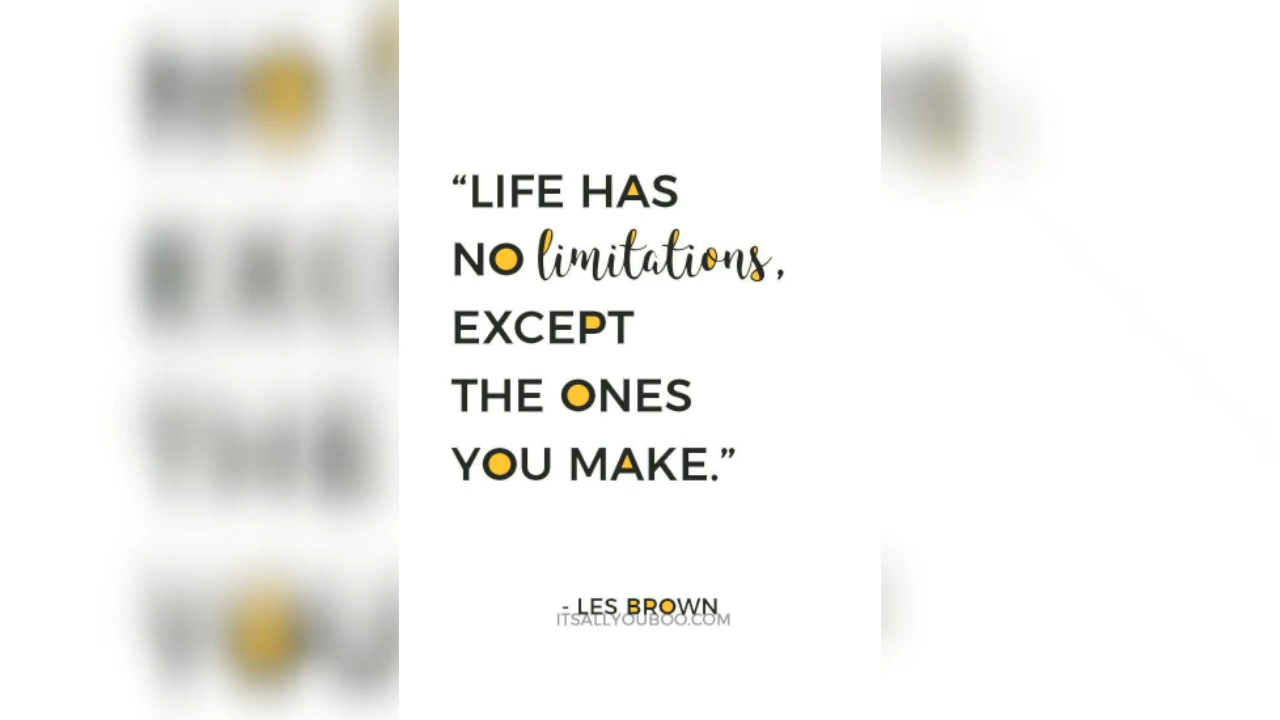 “LIFE HAS
NO limitations,
EXCEPT
THE ONES
YOU MAKE.”
- LES BROWN
ITSALLYOUBOO.COM